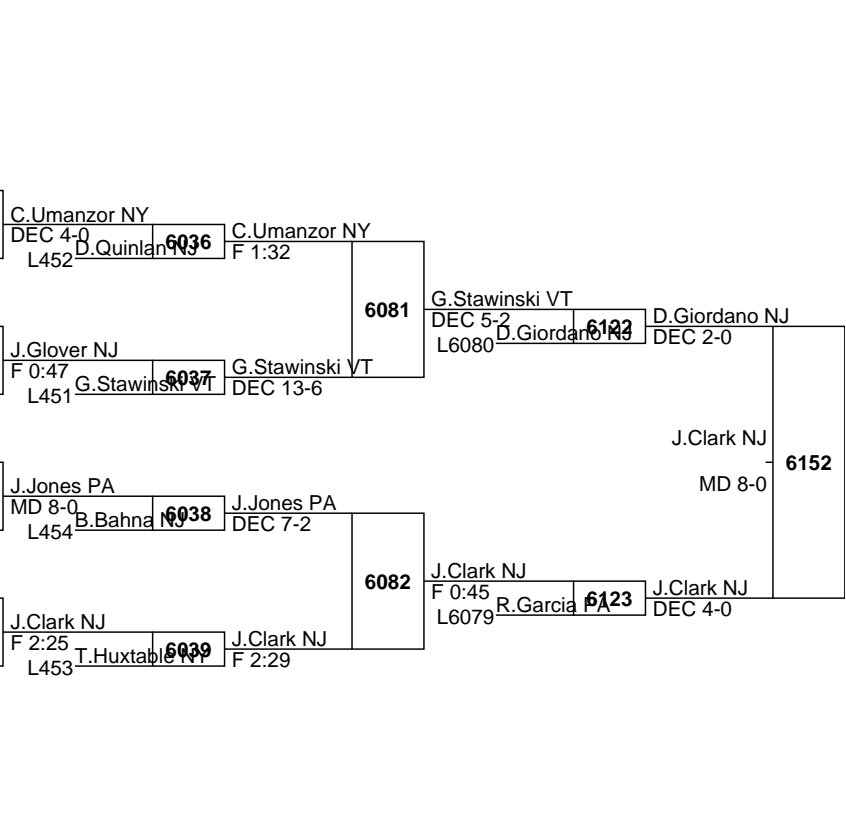 C.Umanzor NY
DEC 4-0
L452 D.Quinlan NJ
6036
C.Umanzor NY
F 1:32
6081
J.Glover NJ
F 0:47
L451 G.Stawinski VT
6037
G.Stawinski VT
DEC 13-6
G.Stawinski VT
DEC 5-2
L6080 D.Giordano NJ
6122
D.Giordano NJ
DEC 2-0
J.Clark NJ
MD 8-0
6152
J.Jones PA
MD 8-0
L454 B.Bahna NJ
6038
J.Jones PA
DEC 7-2
6082
J.Clark NJ
F 2:25
L453 T.Huxtable NY
6039
J.Clark NJ
F 2:29
J.Clark NJ
F 0:45
L6079 R.Garcia PA
6123
J.Clark NJ
DEC 4-0